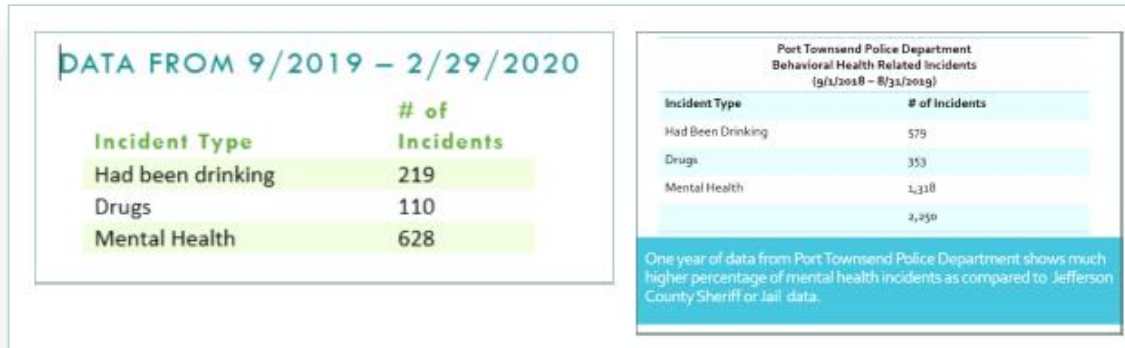 DATA FROM 9/2019 – 2/29/2020
# of
Incident Type Incidents
Had been drinking 219
Drugs 110
Mental Health 628
Port Townsend Police Department
Behavioral Health Related Incidents
(9/1/2018 – 8/31/2019)
Incident Type # of Incidents
Had Been Drinking 579
Drugs 353
Mental Health 1,318
2,250
One year of data from Port Townsend Police Department shows much
higher percentage of mental health incidents as compared to Jefferson
County Sheriff or Jail data.